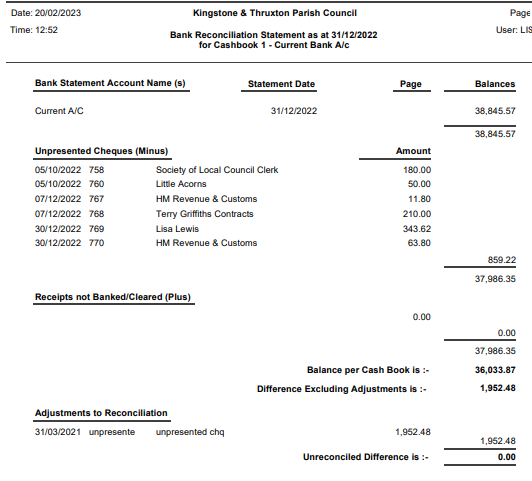 Date: 20/02/2023 Kingstone & Thruxton Parish Council Page
Time: 12:52 Bank Reconciliation Statement as at 31/12/2022 User: LIS
for Cashbook 1 - Current Bank A/c
Bank Statement Account Name (s) Statement Date Page Balances
Current A/C 31/12/2022 38,845.57
38,845.57
Unpresented Cheques (Minus) Amount
05/10/2022 758 Society of Local Council Clerk 180.00
05/10/2022 760 Little Acorns 50.00
07/12/2022 767 HM Revenue & Customs 11.80
07/12/2022 768 Terry Griffiths Contracts 210.00
30/12/2022 769 Lisa Lewis 343.62
30/12/2022 770 HM Revenue & Customs 63.80
859.22
37,986.35
Receipts not Banked/Cleared (Plus)
0.00
0.00
37,986.35
Balance per Cash Book is :- 36,033.87
Difference Excluding Adjustments is :- 1,952.48
Adjustments to Reconciliation
31/03/2021 unpresente unpresented chq 1,952.48
1,952.48
Unreconciled Difference is :- 0.00